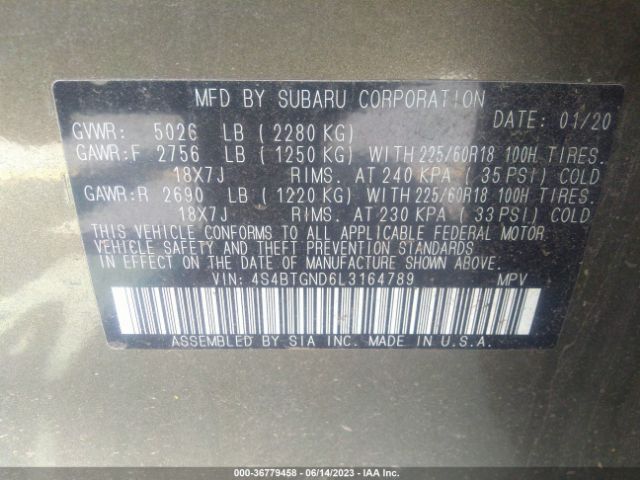 MFD BY SUBARU CORPORATION
DATE: 01/20
GVWR: 5026 LB (2280 KG)
GAWR:F 2756 LB (1250 KG) WITH 225/60R18 100H TIRES.
18X7J RIMS. AT 240 KPA (35 PSI) COLD
GAWR:R 2690 LB (1220 KG) WITH 225/60R18 100H TIRES.
18X7J RIMS. AT 230 KPA (33 PSI) COLD
THIS VEHICLE CONFORMS TO ALL APPLICABLE FEDERAL MOTOR
VEHICLE SAFETY AND THEFT PREVENTION STANDARDS
IN EFFECT ON THE DATE OF MANUFACTURE SHOWN ABOVE.
VIN: 4S4BTGND6L3164789 MPV
ASSEMBLED BY SIA INC. MADE IN U.S.A.
000-36779458 - 06/14/2023 - IAA Inc.